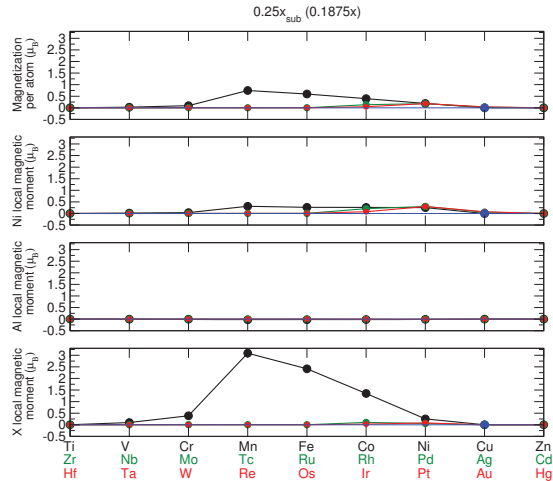 0.25x_sub (0.1875x)
Magnetization
per atom (μ_B)
3
2.5
2
1.5
1
0.5
0
-0.5
Ni local magnetic
moment (μ_B)
3
2.5
2
1.5
1
0.5
0
-0.5
Al local magnetic
moment (μ_B)
3
2.5
2
1.5
1
0.5
0
-0.5
X local magnetic
moment (μ_B)
3
2.5
2
1.5
1
0.5
0
-0.5
Ti V Cr Mn Fe Co Ni Cu Zn
Zr Nb Mo Tc Ru Rh Pd Ag Cd
Hf Ta W Re Os Ir Pt Au Hg